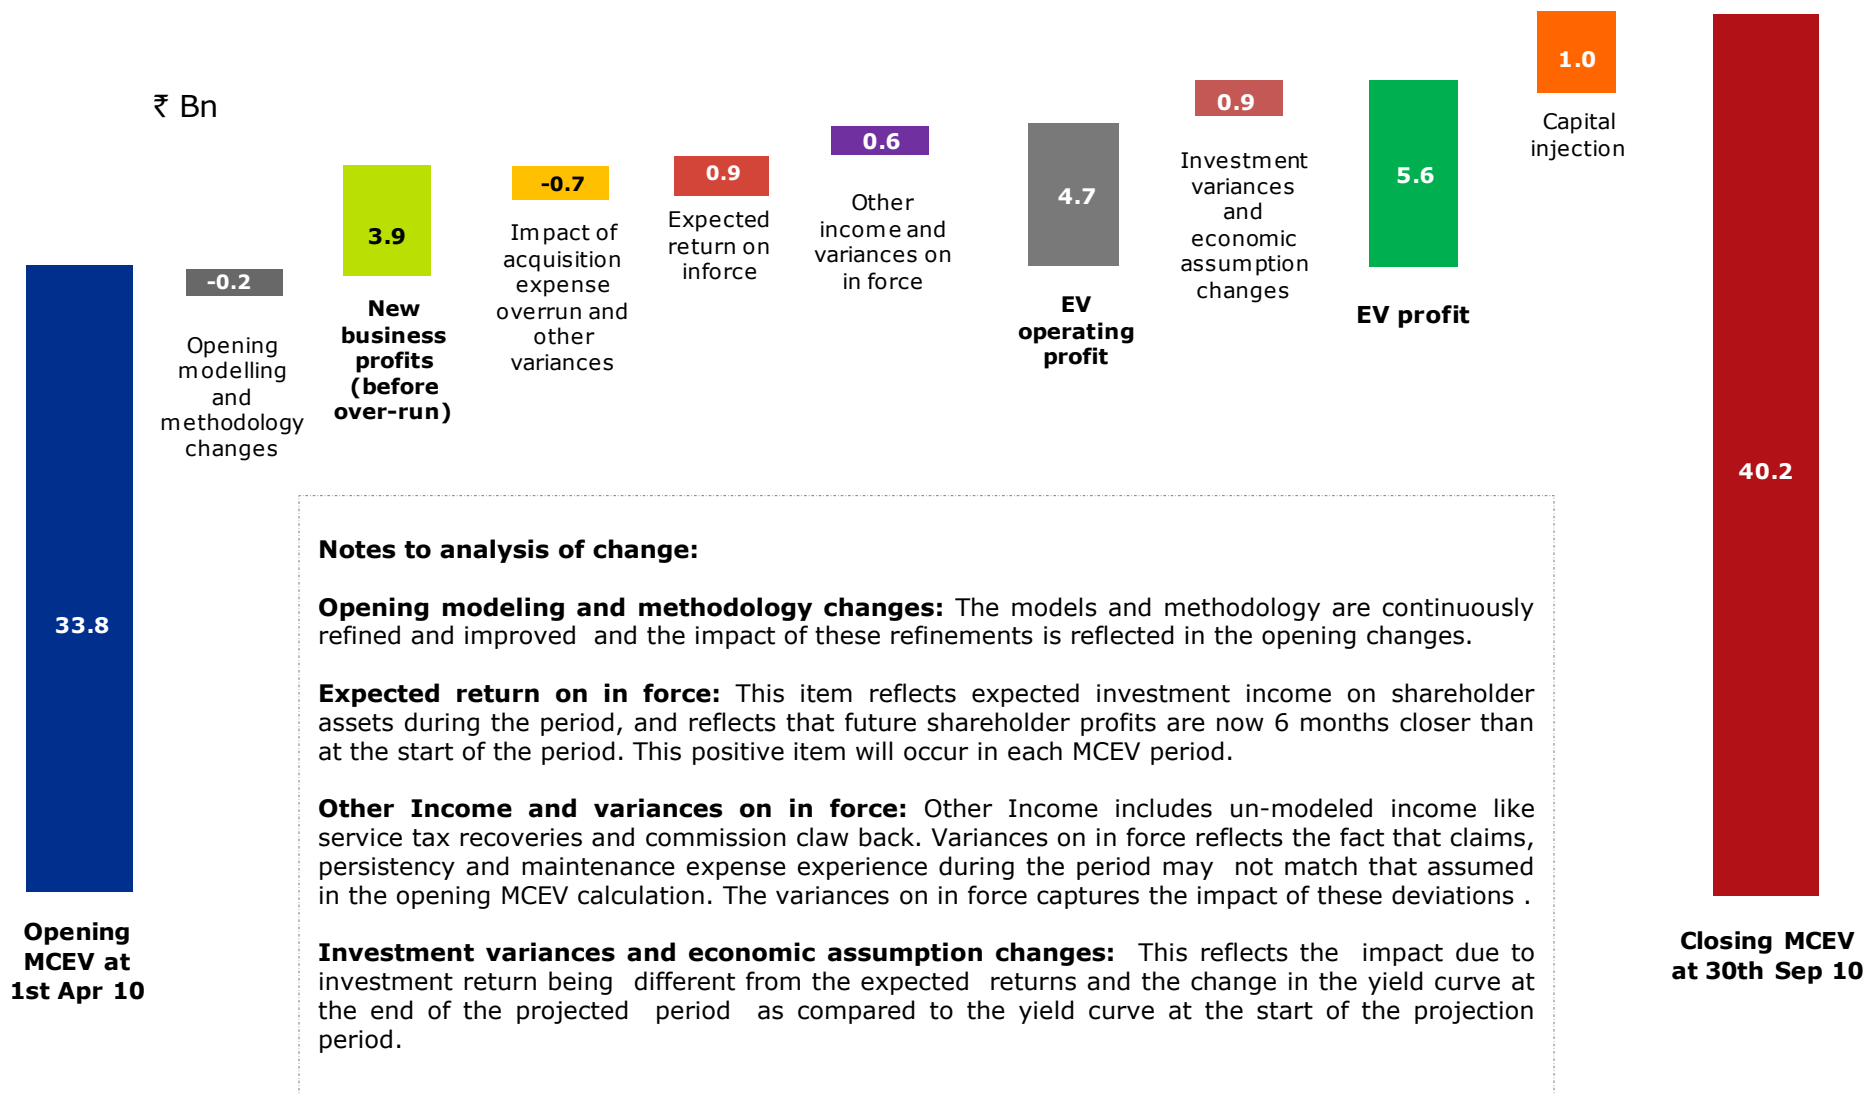 ₹ Bn
33.8
Opening
MCEV at
1st Apr 10
-0.2
Opening
modelling
and
methodology
changes
3.9
New
business
profits
(before
over-run)
-0.7
Impact of
acquisition
expense
overrun and
other
variances
0.9
Expected
return on
inforce
0.6
Other
income and
variances on
in force
4.7
EV
operating
profit
0.9
Investment
variances
and
economic
assumption
changes
5.6
EV profit
1.0
Capital
injection
40.2
Closing MCEV
at 30th Sep 10
Notes to analysis of change:
Opening modeling and methodology changes: The models and methodology are continuously
refined and improved and the impact of these refinements is reflected in the opening changes.
Expected return on in force: This item reflects expected investment income on shareholder
assets during the period, and reflects that future shareholder profits are now 6 months closer than
at the start of the period. This positive item will occur in each MCEV period.
Other Income and variances on in force: Other Income includes un-modeled income like
service tax recoveries and commission claw back. Variances on in force reflects the fact that claims,
persistency and maintenance expense experience during the period may not match that assumed
in the opening MCEV calculation. The variances on in force captures the impact of these deviations .
Investment variances and economic assumption changes: This reflects the impact due to
investment return being different from the expected returns and the change in the yield curve at
the end of the projected period as compared to the yield curve at the start of the projection
period.